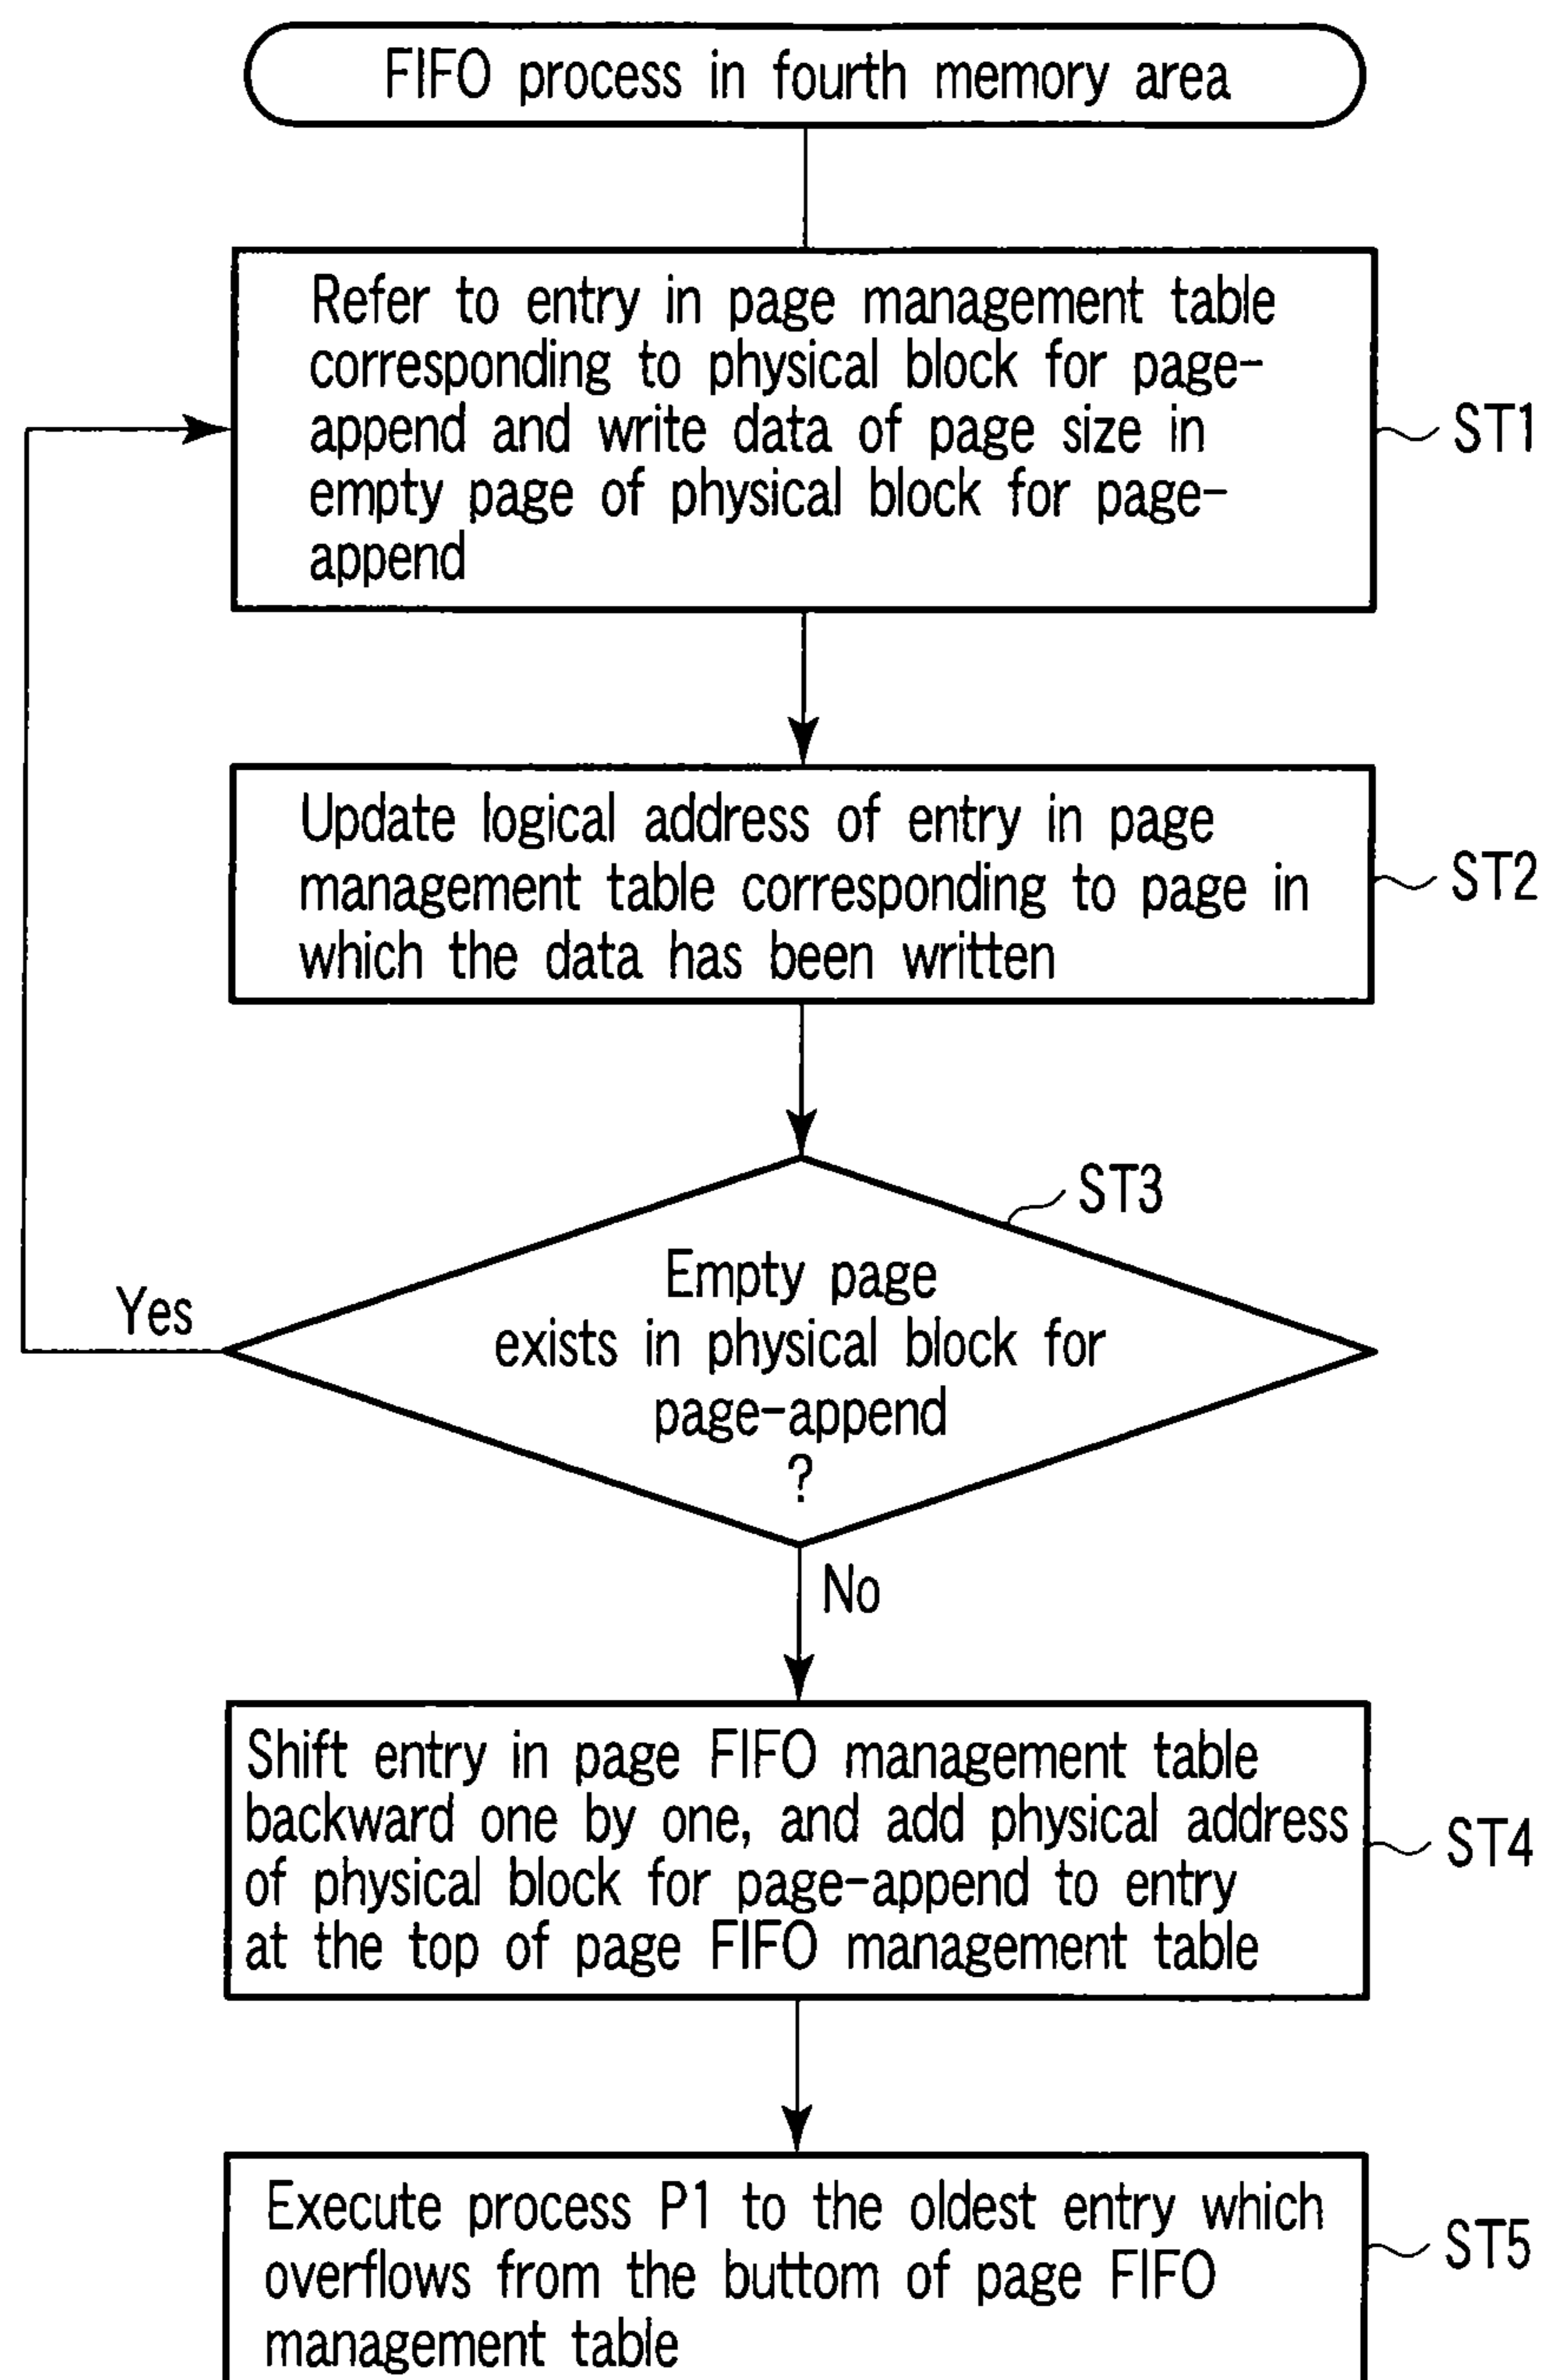 FIFO process in fourth memory area
Refer to entry in page management table
corresponding to physical block for page-
append and write data of page size in
empty page of physical block for page-
append
ST1
Update logical address of entry in page
management table corresponding to page in
which the data has been written
ST2
ST3
Empty page
exists in physical block for
page-append
?
Yes
No
Shift entry in page FIFO management table
backward one by one, and add physical address
of physical block for page-append to entry
at the top of page FIFO management table
ST4
Execute process P1 to the oldest entry which
overflows from the buttom of page FIFO
management table
ST5